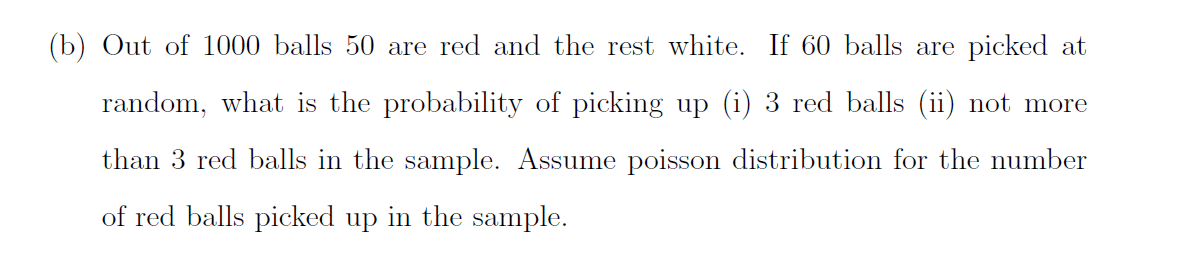 (b) Out of 1000 balls 50 are red and the rest white. If 60 balls are picked at
random, what is the probability of picking up (i) 3 red balls (ii) not more
than 3 red balls in the sample. Assume poisson distribution for the number
of red balls picked up in the sample.